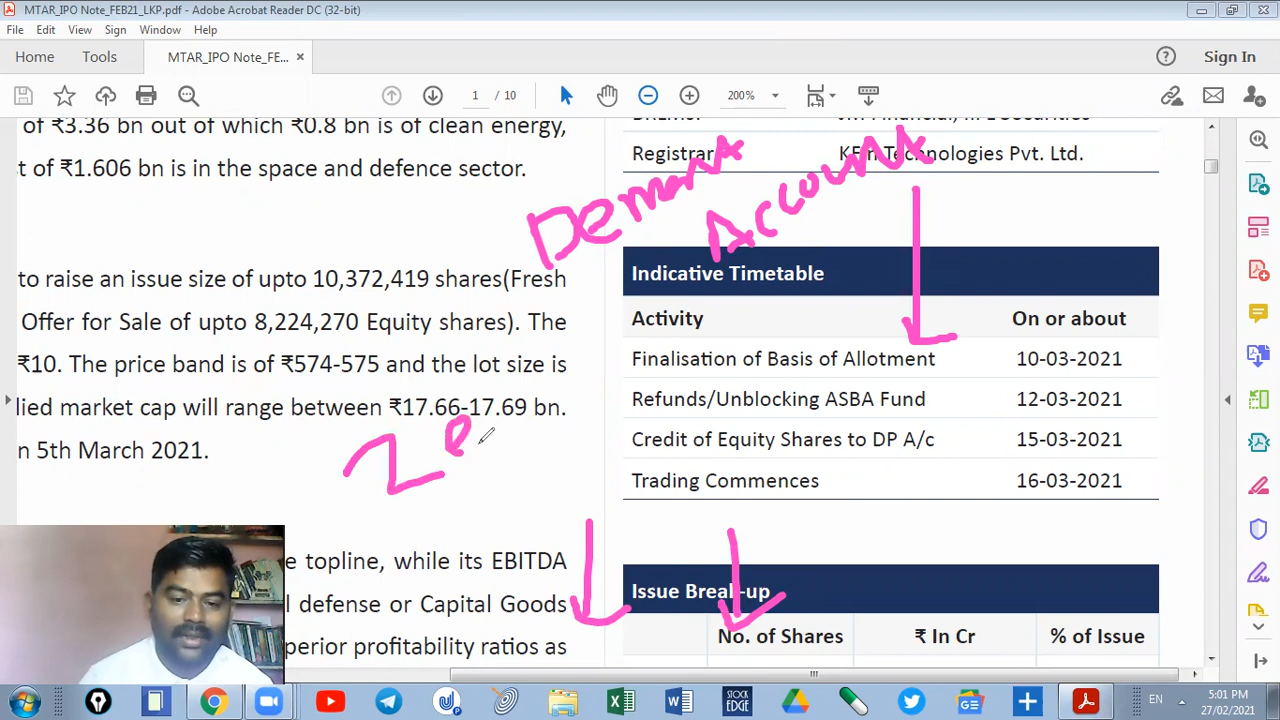 MTAR_IPO Note_FEB21_LKP.pdf - Adobe Acrobat Reader DC (32-bit)
File Edit View Sign Window Help
Home Tools MTAR_IPO Note_FE... × Sign In
1 / 10 200%
of ₹3.36 bn out of which ₹0.8 bn is of clean energy,
t of ₹1.606 bn is in the space and defence sector.
to raise an issue size of upto 10,372,419 shares(Fresh
Offer for Sale of upto 8,224,270 Equity shares). The
₹10. The price band is of ₹574-575 and the lot size is
lied market cap will range between ₹17.66-17.69 bn.
n 5th March 2021.
e topline, while its EBITDA
l defense or Capital Goods
perior profitability ratios as
Registrar KFin Technologies Pvt. Ltd.
Demant
Account
Indicative Timetable
Activity On or about
Finalisation of Basis of Allotment 10-03-2021
Refunds/Unblocking ASBA Fund 12-03-2021
Credit of Equity Shares to DP A/c 15-03-2021
Trading Commences 16-03-2021
Ze
Issue Break-up
No. of Shares ₹ In Cr % of Issue
STOCK EDGE
EN 5:01 PM
27/02/2021